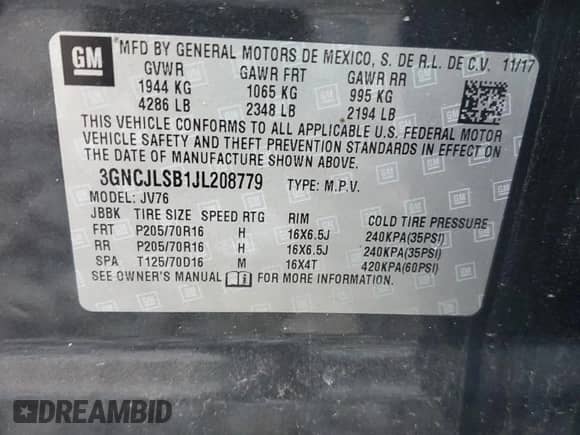 GM
MFD BY GENERAL MOTORS DE MEXICO, S. DE R.L. DE C.V. 11/17
GVWR GAWR FRT GAWR RR
1944 KG 1065 KG 995 KG
4286 LB 2348 LB 2194 LB
THIS VEHICLE CONFORMS TO ALL APPLICABLE U.S. FEDERAL MOTOR
VEHICLE SAFETY AND THEFT PREVENTION STANDARDS IN EFFECT ON
THE DATE OF MANUFACTURE SHOWN ABOVE.
3GNCJLSB1JL208779 TYPE: M.P.V.
MODEL: JV76
JBBK TIRE SIZE SPEED RTG RIM COLD TIRE PRESSURE
FRT P205/70R16 H 16X6.5J 240KPA(35PSI)
RR P205/70R16 H 16X6.5J 240KPA(35PSI)
SPA T125/70D16 M 16X4T 420KPA(60PSI)
SEE OWNER'S MANUAL FOR MORE INFORMATION.
DREAMBID